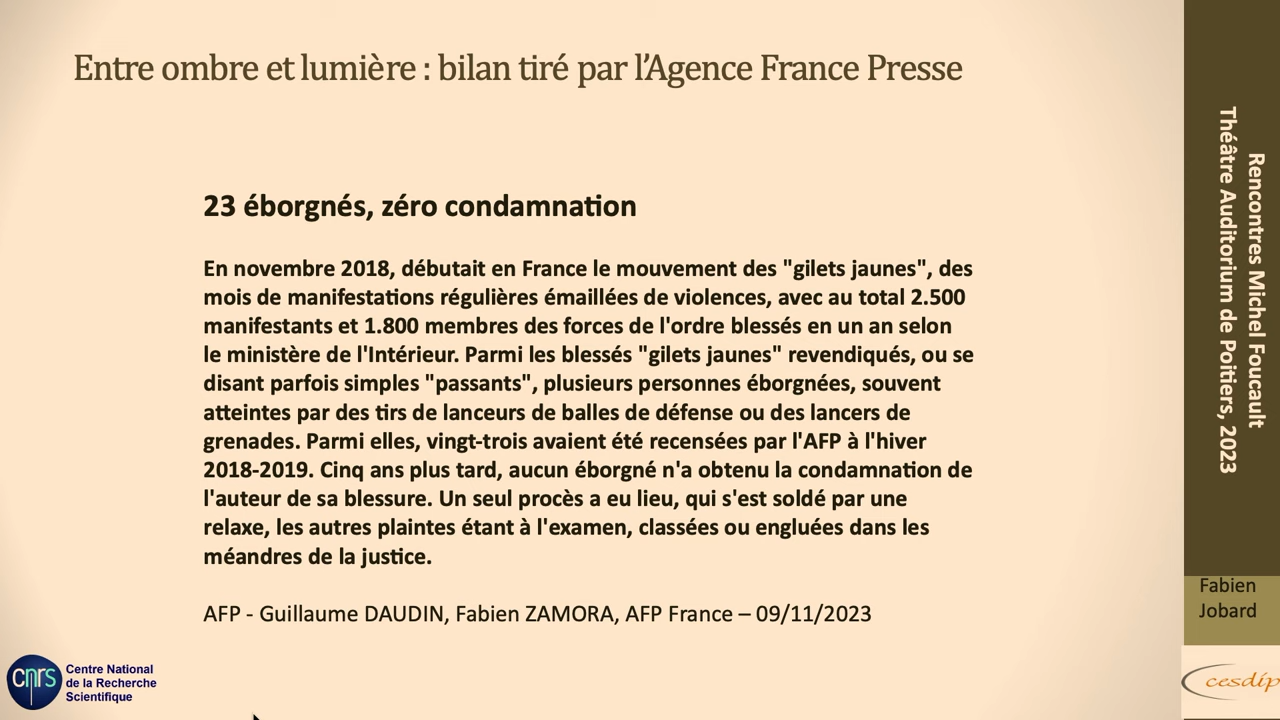 Entre ombre et lumière : bilan tiré par l'Agence France Presse
23 éborgnés, zéro condamnation
En novembre 2018, débutait en France le mouvement des "gilets jaunes", des
mois de manifestations régulières émaillées de violences, avec au total 2.500
manifestants et 1.800 membres des forces de l'ordre blessés en un an selon
le ministère de l'Intérieur. Parmi les blessés "gilets jaunes" revendiqués, ou se
disant parfois simples "passants", plusieurs personnes éborgnées, souvent
atteintes par des tirs de lanceurs de balles de défense ou des lancers de
grenades. Parmi elles, vingt-trois avaient été recensées par l'AFP à l'hiver
2018-2019. Cinq ans plus tard, aucun éborgné n'a obtenu la condamnation de
l'auteur de sa blessure. Un seul procès a eu lieu, qui s'est soldé par une
relaxe, les autres plaintes étant à l'examen, classées ou engluées dans les
méandres de la justice.
AFP - Guillaume DAUDIN, Fabien ZAMORA, AFP France – 09/11/2023
Rencontres Michel Foucault
Théâtre Auditorium de Poitiers, 2023
Fabien
Jobard
cnrs
Centre National
de la Recherche
Scientifique
cesdip